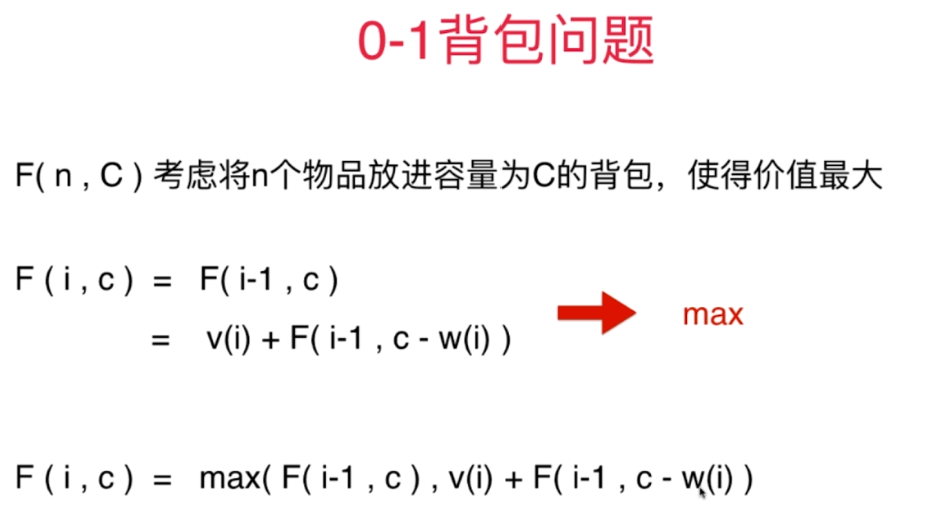 0-1背包问题
F( n , C ) 考虑将n个物品放进容量为C的背包，使得价值最大
F ( i , c ) = F( i-1 , c )
= v(i) + F( i-1 , c - w(i) )
max
F ( i , c ) = max( F( i-1 , c ) , v(i) + F( i-1 , c - w(i) )